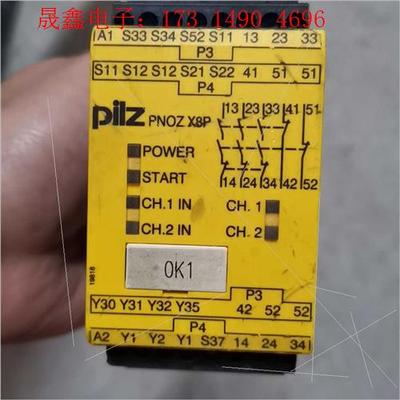 晟鑫电子：173 1490 4696
A1 S33 S34 S52 S11 13 23 33
P3
S11 S12 S12 S21 S22 41 51 51
P4
pilz PNOZ X8P
13 23 33 41 51
POWER
START
14 24 34 42 52
CH.1 IN CH. 1
CH.2 IN CH. 2
OK1
19818
P3
Y30 Y31 Y32 Y35 42 52 52
P4
A2 Y1 Y2 Y1 S37 14 24 34